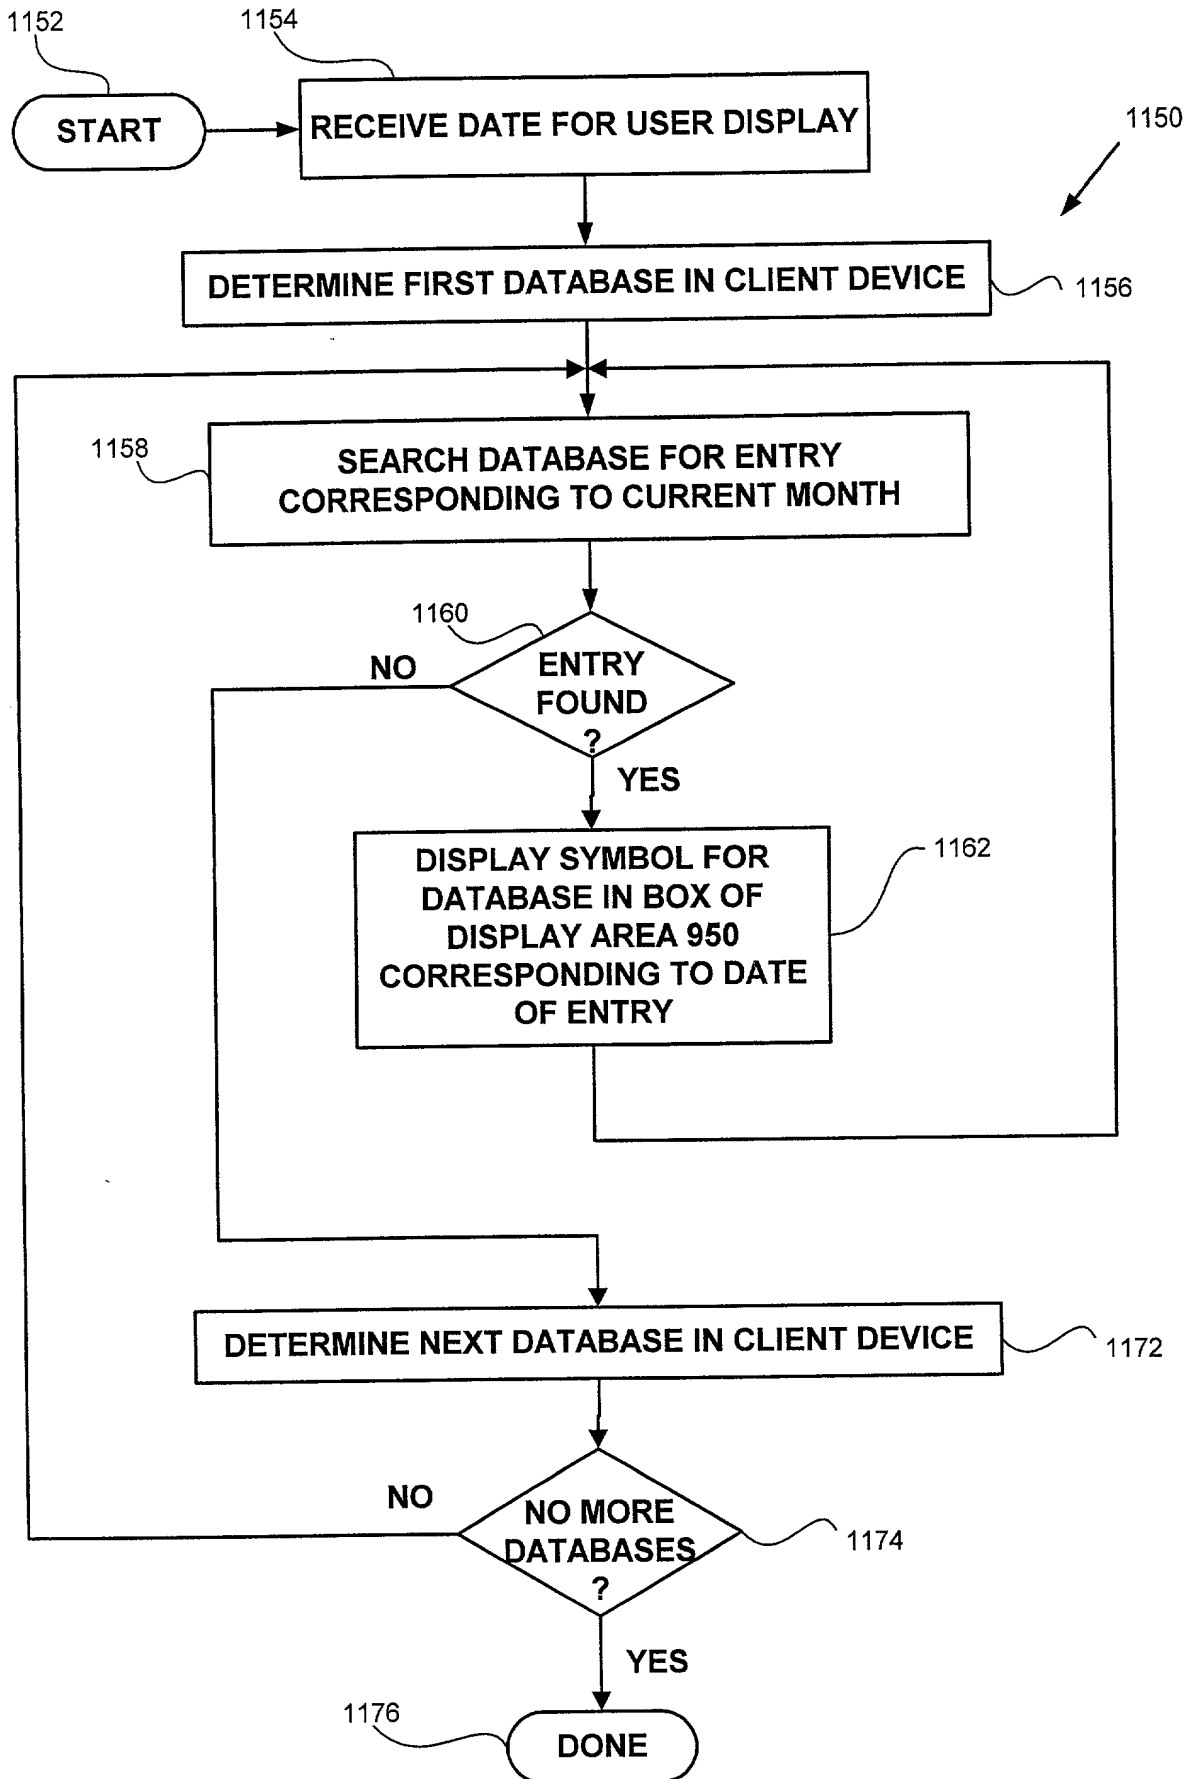 1152
1154
START
RECEIVE DATE FOR USER DISPLAY
1150
DETERMINE FIRST DATABASE IN CLIENT DEVICE
1156
1158
SEARCH DATABASE FOR ENTRY
CORRESPONDING TO CURRENT MONTH
1160
NO
ENTRY
FOUND
?
YES
DISPLAY SYMBOL FOR
DATABASE IN BOX OF
DISPLAY AREA 950
CORRESPONDING TO DATE
OF ENTRY
1162
DETERMINE NEXT DATABASE IN CLIENT DEVICE
1172
NO
NO MORE
DATABASES
?
1174
YES
1176
DONE